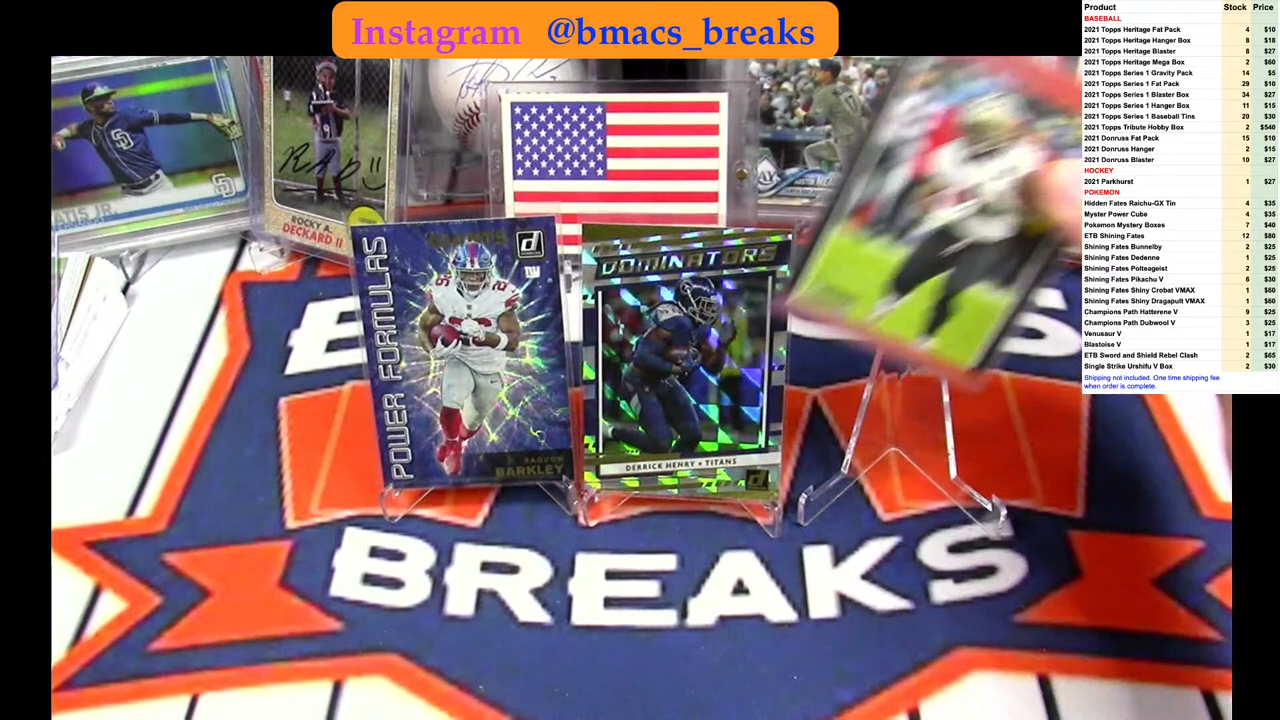 Instagram @bmacs_breaks
Product Stock Price
BASEBALL
2021 Topps Heritage Fat Pack 4 $10
2021 Topps Heritage Hanger Box 8 $18
2021 Topps Heritage Blaster 8 $27
2021 Topps Heritage Mega Box 2 $60
2021 Topps Series 1 Gravity Pack 14 $5
2021 Topps Series 1 Fat Pack 29 $10
2021 Topps Series 1 Blaster Box 34 $27
2021 Topps Series 1 Hanger Box 11 $15
2021 Topps Series 1 Baseball Tins 20 $30
2021 Topps Tribute Hobby Box 2 $540
2021 Donruss Fat Pack 15 $10
2021 Donruss Hanger 2 $15
2021 Donruss Blaster 10 $27
HOCKEY
2021 Parkhurst 1 $27
POKEMON
Hidden Fates Raichu-GX Tin 4 $35
Myster Power Cube 4 $35
Pokemon Mystery Boxes 7 $40
ETB Shining Fates 12 $80
Shining Fates Bunnelby 2 $25
Shining Fates Dedenne 1 $25
Shining Fates Polteageist 2 $25
Shining Fates Pikachu V 6 $30
Shining Fates Shiny Crobat VMAX 1 $60
Shining Fates Shiny Dragapult VMAX 1 $60
Champions Path Hatterene V 9 $25
Champions Path Dubwool V 3 $25
Venusaur V 1 $17
Blastoise V 1 $17
ETB Sword and Shield Rebel Clash 2 $65
Single Strike Urshifu V Box 2 $30
Shipping not included. One time shipping fee
when order is complete.
SD
ROCKY A.
DECKARD II
POWER FORMULAS
SAQUON
BARKLEY
DOMINATORS
DERRICK HENRY • TITANS
BREAKS